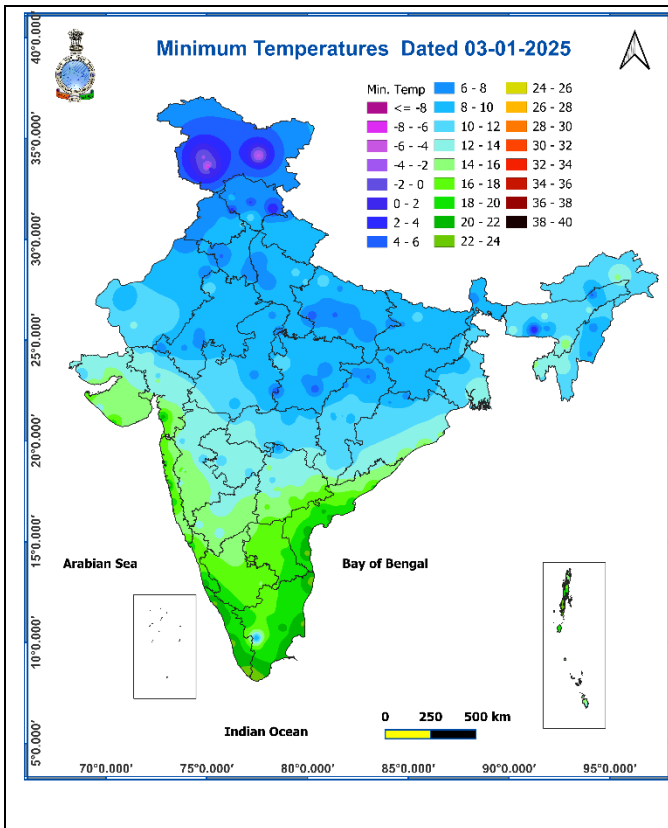 Minimum Temperatures Dated 03-01-2025
Min. Temp
<= -8
-8 - -6
-6 - -4
-4 - -2
-2 - 0
0 - 2
2 - 4
4 - 6
6 - 8
8 - 10
10 - 12
12 - 14
14 - 16
16 - 18
18 - 20
20 - 22
22 - 24
24 - 26
26 - 28
28 - 30
30 - 32
32 - 34
34 - 36
36 - 38
38 - 40
40°0.000'
35°0.000'
30°0.000'
25°0.000'
20°0.000'
15°0.000'
10°0.000'
5°0.000'
Arabian Sea
Bay of Bengal
Indian Ocean
0 250 500 km
70°0.000' 75°0.000' 80°0.000' 85°0.000' 90°0.000' 95°0.000'